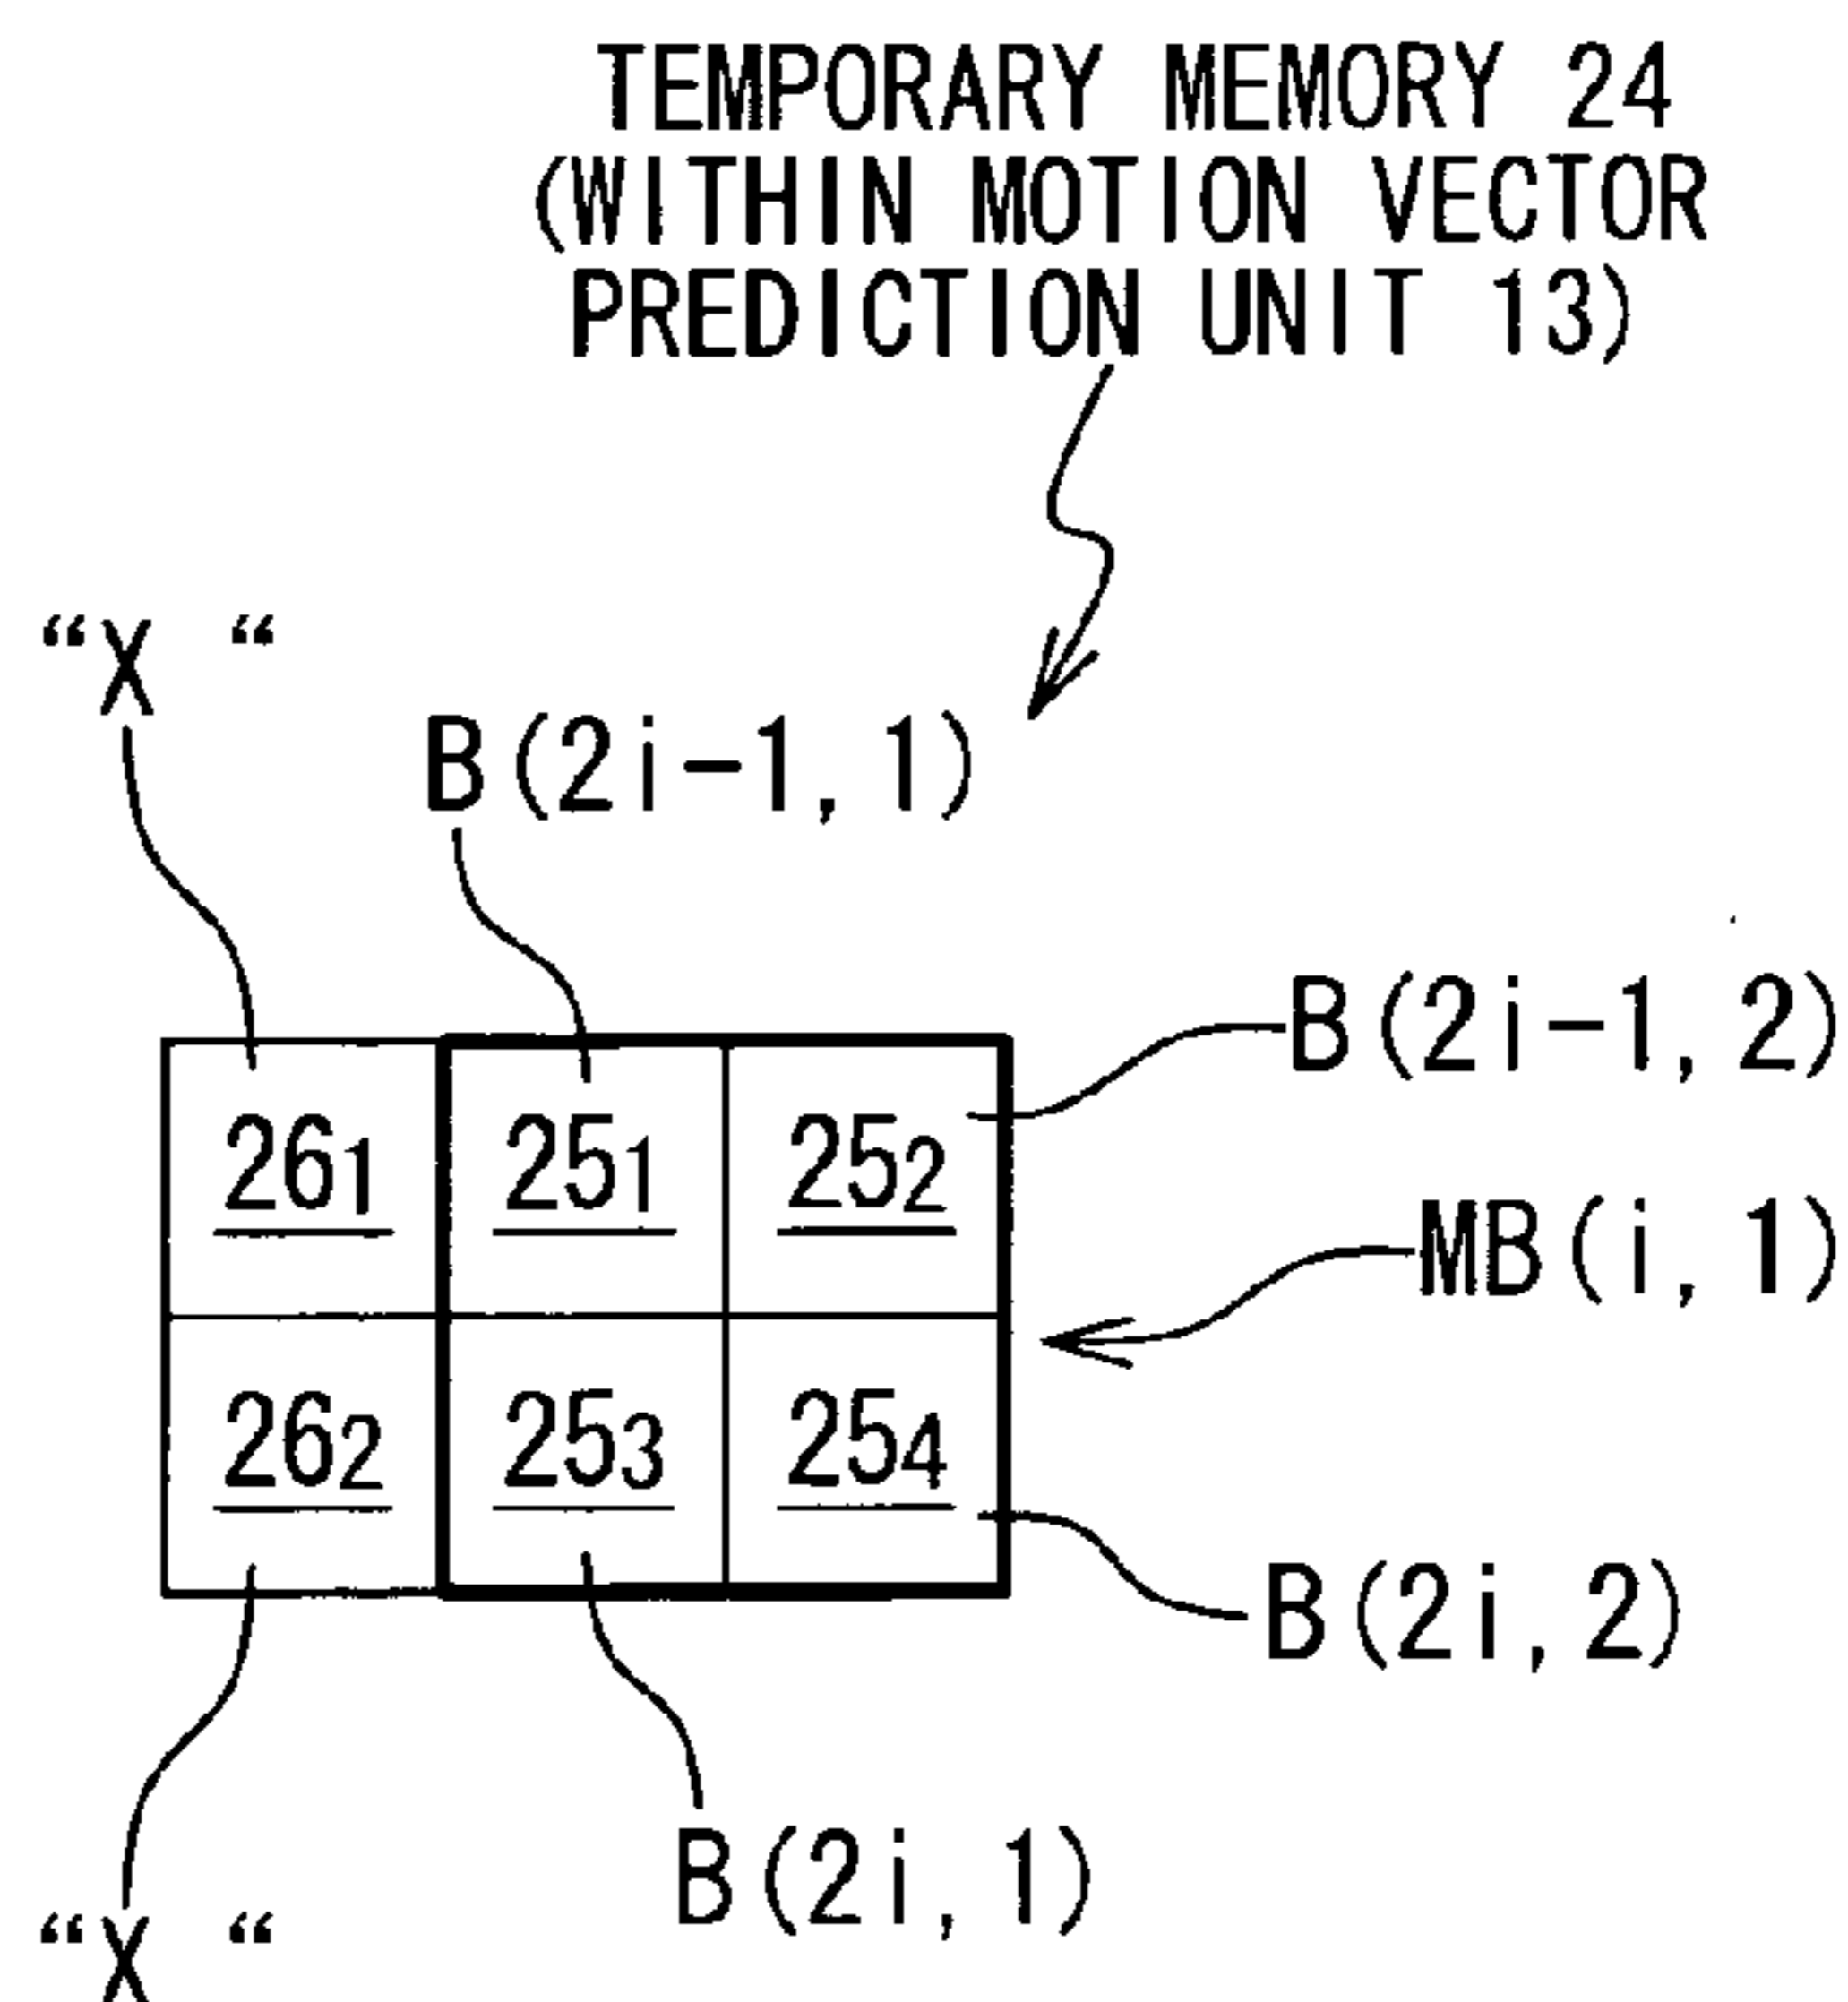 TEMPORARY MEMORY 24
(WITHIN MOTION VECTOR
PREDICTION UNIT 13)
“X “
B(2i-1, 1)
B(2i-1, 2)
26₁ 25₁ 25₂
MB(i, 1)
26₂ 25₃ 25₄
B(2i, 2)
B(2i, 1)
“X “